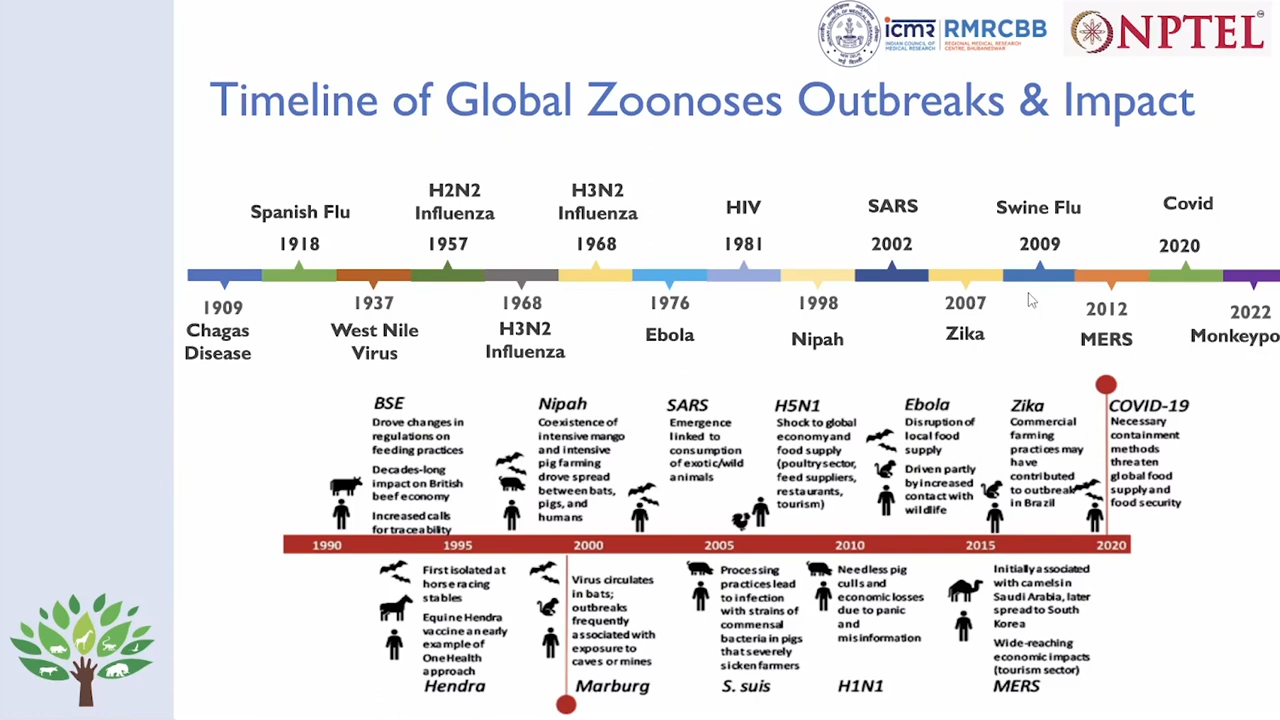 icmr
INDIAN COUNCIL OF
MEDICAL RESEARCH
RMRCBB
REGIONAL MEDICAL RESEARCH
CENTRE, BHUBANESWAR
NPTEL
Timeline of Global Zoonoses Outbreaks & Impact
Spanish Flu
1918
H2N2
Influenza
1957
H3N2
Influenza
1968
HIV
1981
SARS
2002
Swine Flu
2009
Covid
2020
1909
Chagas
Disease
1937
West Nile
Virus
1968
H3N2
Influenza
1976
Ebola
1998
Nipah
2007
Zika
2012
MERS
2022
Monkeypo
BSE
Drove changes in
regulations on
feeding practices
Decades-long
impact on British
beef economy
Increased calls
for traceability
Nipah
Coexistence of
intensive mango
and intensive
pig farming
drove spread
between bats,
pigs, and
humans
SARS
Emergence
linked to
consumption
of exotic/wild
animals
H5N1
Shock to global
economy and
food supply
(poultry sector,
feed suppliers,
restaurants,
tourism)
Ebola
Disruption of
local food
supply
Driven partly
by increased
contact with
wildlife
Zika
Commercial
farming
practices may
have
contributed
to outbreak
in Brazil
COVID-19
Necessary
containment
methods
threaten
global food
supply and
food security
1990 1995 2000 2005 2010 2015 2020
First isolated at
horse racing
stables
Equine Hendra
vaccine an early
example of
OneHealth
approach
Hendra
Virus circulates
in bats;
outbreaks
frequently
associated with
exposure to
caves or mines
Marburg
Processing
practices lead
to infection
with strains of
commensal
bacteria in pigs
that severely
sicken farmers
S. suis
Needless pig
culls and
economic losses
due to panic
and
misinformation
H1N1
Initially associated
with camels in
Saudi Arabia, later
spread to South
Korea
Wide-reaching
economic impacts
(tourism sector)
MERS